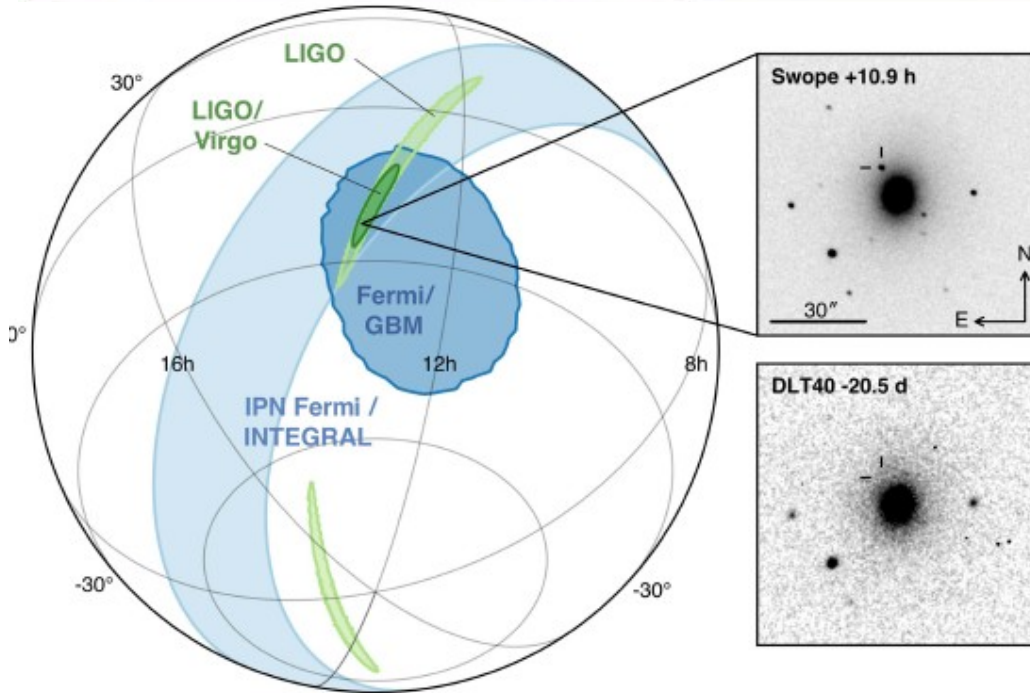 LIGO
30°
LIGO/
Virgo
Swope +10.9 h
N
E
30″
Fermi/
GBM
0°
16h
12h
8h
IPN Fermi /
INTEGRAL
DLT40 -20.5 d
-30°
-30°